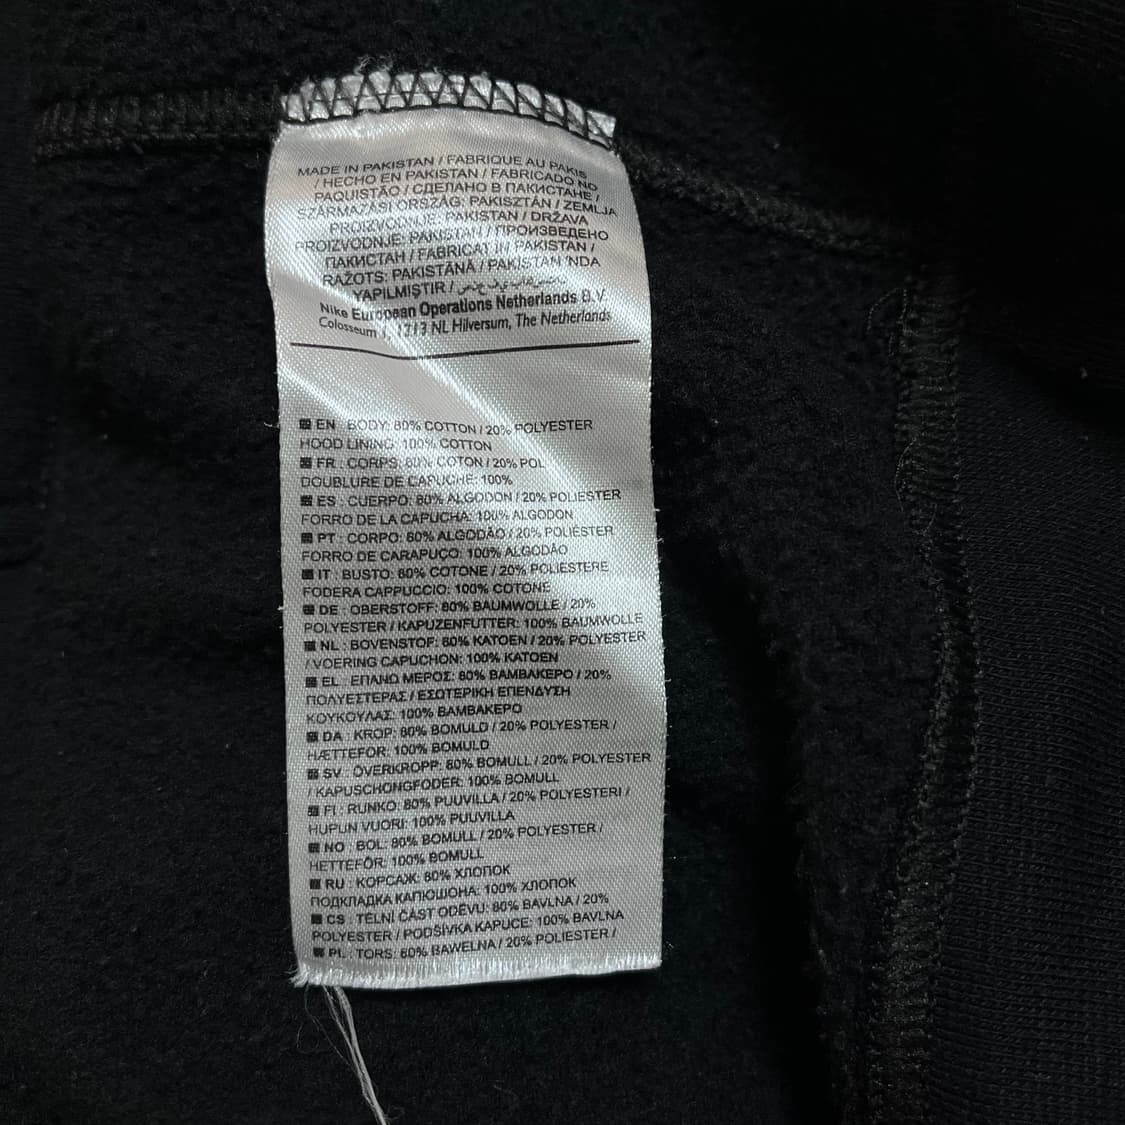 MADE IN PAKISTAN / FABRIQUE AU PAKIS
/ HECHO EN PAKISTAN / FABRICADO NO
PAQUISTÃO / СДЕЛАНО В ПАКИСТАНЕ /
SZÁRMAZÁSI ORSZÁG: PAKISZTÁN / ZEMLJA
PROIZVODNJE: PAKISTAN / DRŽAVA
PROIZVODNJE: PAKISTAN / ПРОИЗВЕДЕНО
ПАКИСТАН / FABRICAT IN PAKISTAN /
RAŽOTS: PAKISTĀNĀ / PAKISTAN 'NDA
YAPILMIŞTIR /
Nike European Operations Netherlands B.V.
Colosseum 1, 1213 NL Hilversum, The Netherlands
EN : BODY: 80% COTTON / 20% POLYESTER
HOOD LINING: 100% COTTON
FR : CORPS: 80% COTON / 20% POL
DOUBLURE DE CAPUCHE: 100%
ES : CUERPO: 80% ALGODON / 20% POLIESTER
FORRO DE LA CAPUCHA: 100% ALGODON
PT : CORPO: 80% ALGODÃO / 20% POLIÉSTER
FORRO DE CARAPUÇO: 100% ALGODÃO
IT : BUSTO: 80% COTONE / 20% POLIESTERE
FODERA CAPPUCCIO: 100% COTONE
DE : OBERSTOFF: 80% BAUMWOLLE / 20%
POLYESTER / KAPUZENFUTTER: 100% BAUMWOLLE
NL : BOVENSTOF: 80% KATOEN / 20% POLYESTER
/ VOERING CAPUCHON: 100% KATOEN
EL : ΕΠΑΝΩ ΜΕΡΟΣ: 80% ΒΑΜΒΑΚΕΡΟ / 20%
ΠΟΛΥΕΣΤΕΡΑΣ / ΕΣΩΤΕΡΙΚΗ ΕΠΕΝΔΥΣΗ
ΚΟΥΚΟΥΛΑΣ: 100% ΒΑΜΒΑΚΕΡΟ
DA : KROP: 80% BOMULD / 20% POLYESTER /
HÆTTEFOR: 100% BOMULD
SV : ÖVERKROPP: 80% BOMULL / 20% POLYESTER
/ KAPUSCHONGFODER: 100% BOMULL
FI : RUNKO: 80% PUUVILLA / 20% POLYESTERI /
HUPUN VUORI: 100% PUUVILLA
NO : BOL: 80% BOMULL / 20% POLYESTER /
HETTEFÔR: 100% BOMULL
RU : КОРСАЖ: 80% ХЛОПОК
ПОДКЛАДКА КАПЮШОНА: 100% ХЛОПОК
CS : TĚLNÍ ČÁST ODĚVU: 80% BAVLNA / 20%
POLYESTER / PODŠÍVKA KAPUCE: 100% BAVLNA
PL : TORS: 80% BAWEŁNA / 20% POLIESTER /